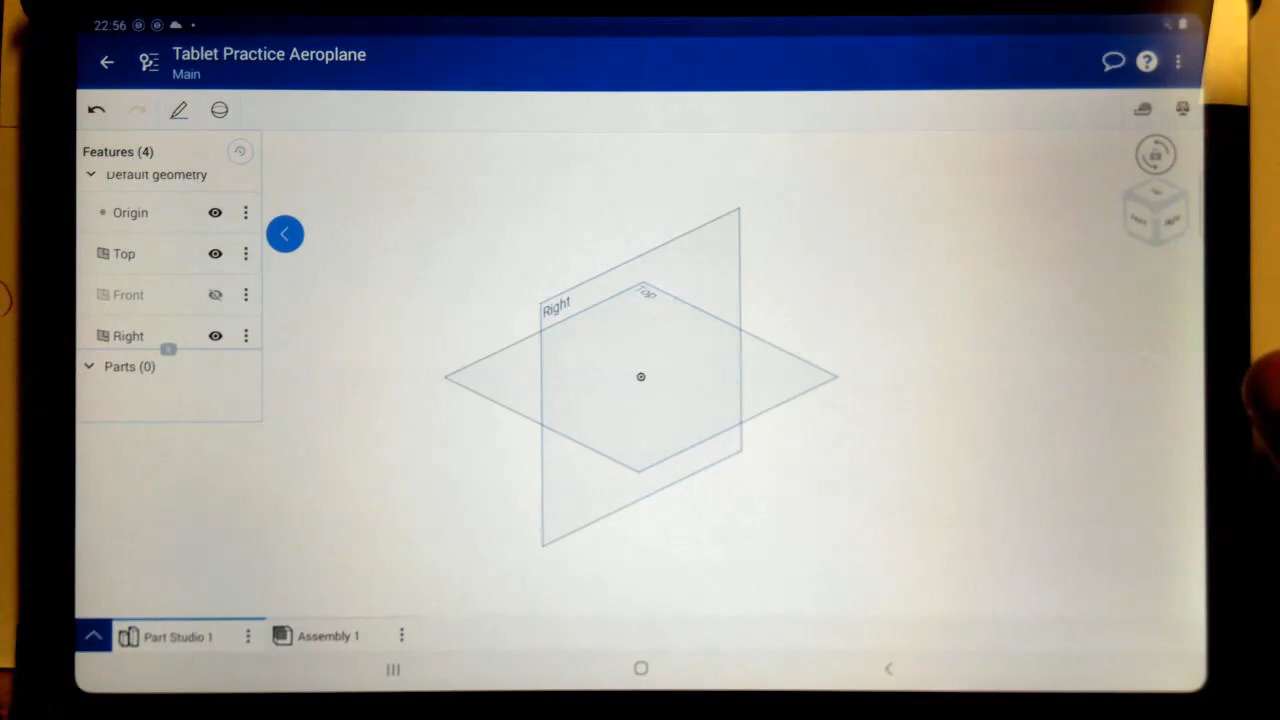 22:56
Tablet Practice Aeroplane
Main
Features (4)
Default geometry
Origin
Top
Front
Right
Parts (0)
Right
Top
Right
Part Studio 1
Assembly 1